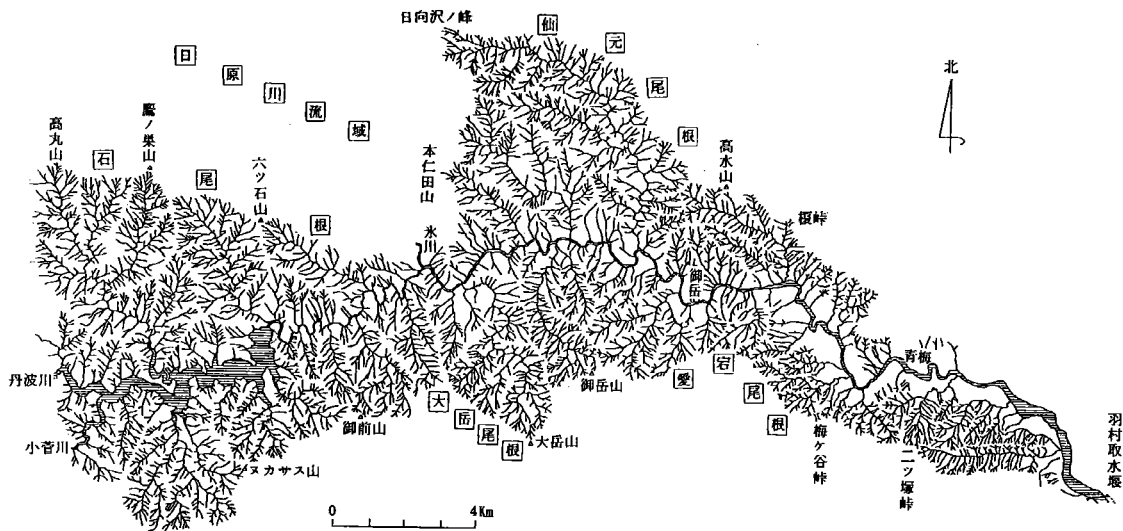 日向沢ノ峰
仙元尾根
日原川流域
北
高丸山
石尾根
鷹ノ巣山
六ツ石山
本仁田山
氷川
高水山
榎峠
御岳
丹波川
小菅川
御前山
ヌカサス山
大岳尾根
大岳山
御岳山
愛宕尾根
梅ケ谷峠
青梅
二ツ塚峠
羽村取水堰
0
4Km